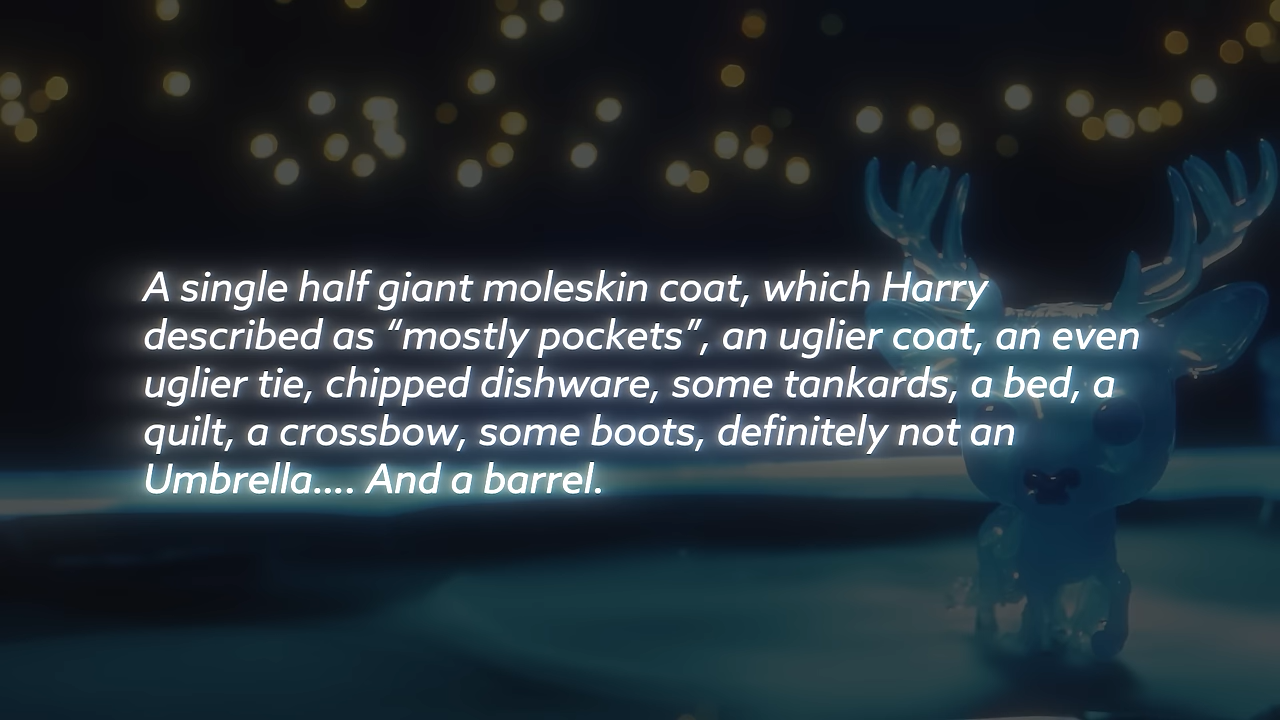 A single half giant moleskin coat, which Harry
described as “mostly pockets”, an uglier coat, an even
uglier tie, chipped dishware, some tankards, a bed, a
quilt, a crossbow, some boots, definitely not an
Umbrella.... And a barrel.